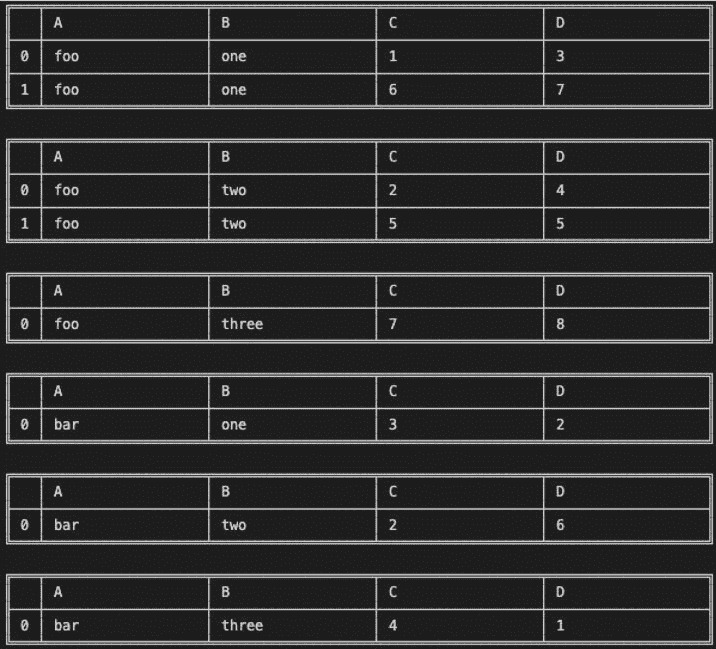 A B C D
0 foo one 1 3
1 foo one 6 7
A B C D
0 foo two 2 4
1 foo two 5 5
A B C D
0 foo three 7 8
A B C D
0 bar one 3 2
A B C D
0 bar two 2 6
A B C D
0 bar three 4 1